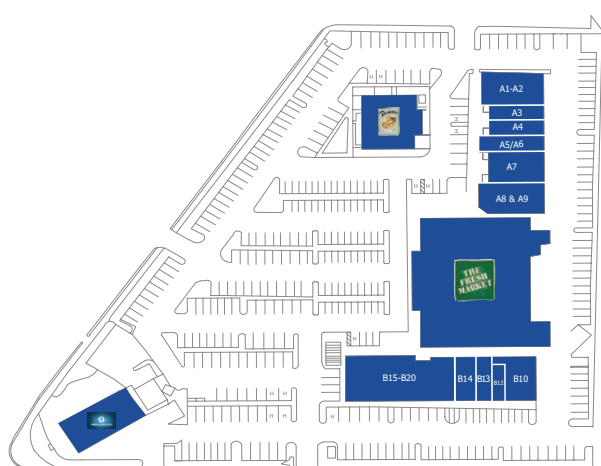 H H
A1-A2
A3
H
A4
H
A5/A6
A7
H H
A8 & A9
THE
FRESH
MARKET
H
B15-B20
B14
B13
B12
B10
H H
H H
H